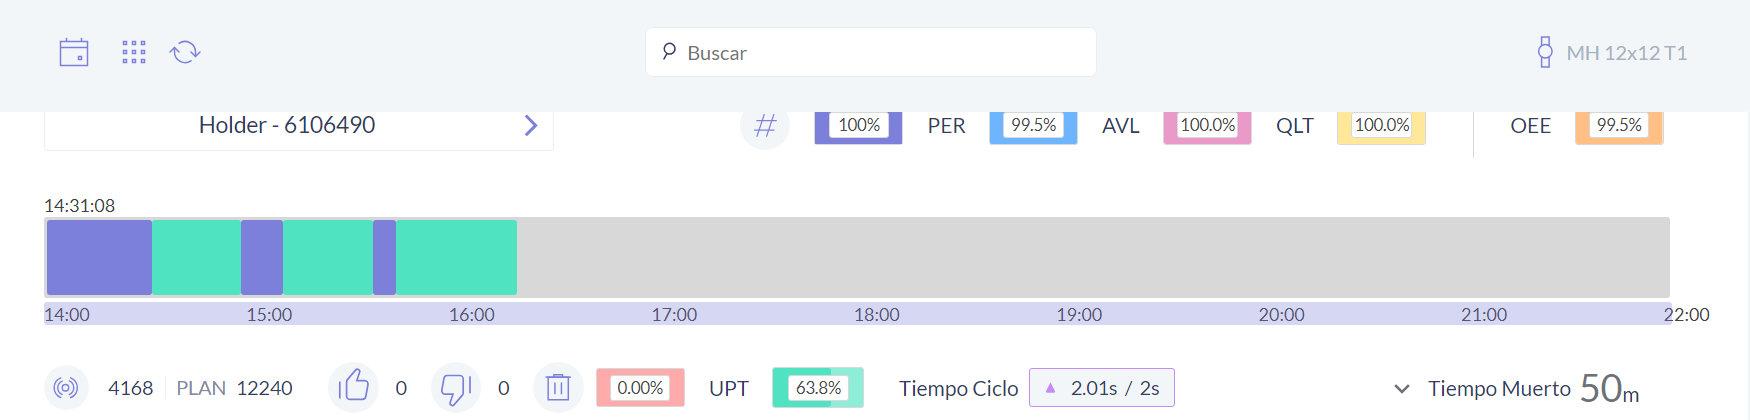 Buscar
MH 12x12 T1
Holder - 6106490
# 100% PER 99.5% AVL 100.0% QLT 100.0% OEE 99.5%
14:31:08
14:00 15:00 16:00 17:00 18:00 19:00 20:00 21:00 22:00
4168 PLAN 12240 0 0 0.00% UPT 63.8% Tiempo Ciclo 2.01s / 2s Tiempo Muerto 50m